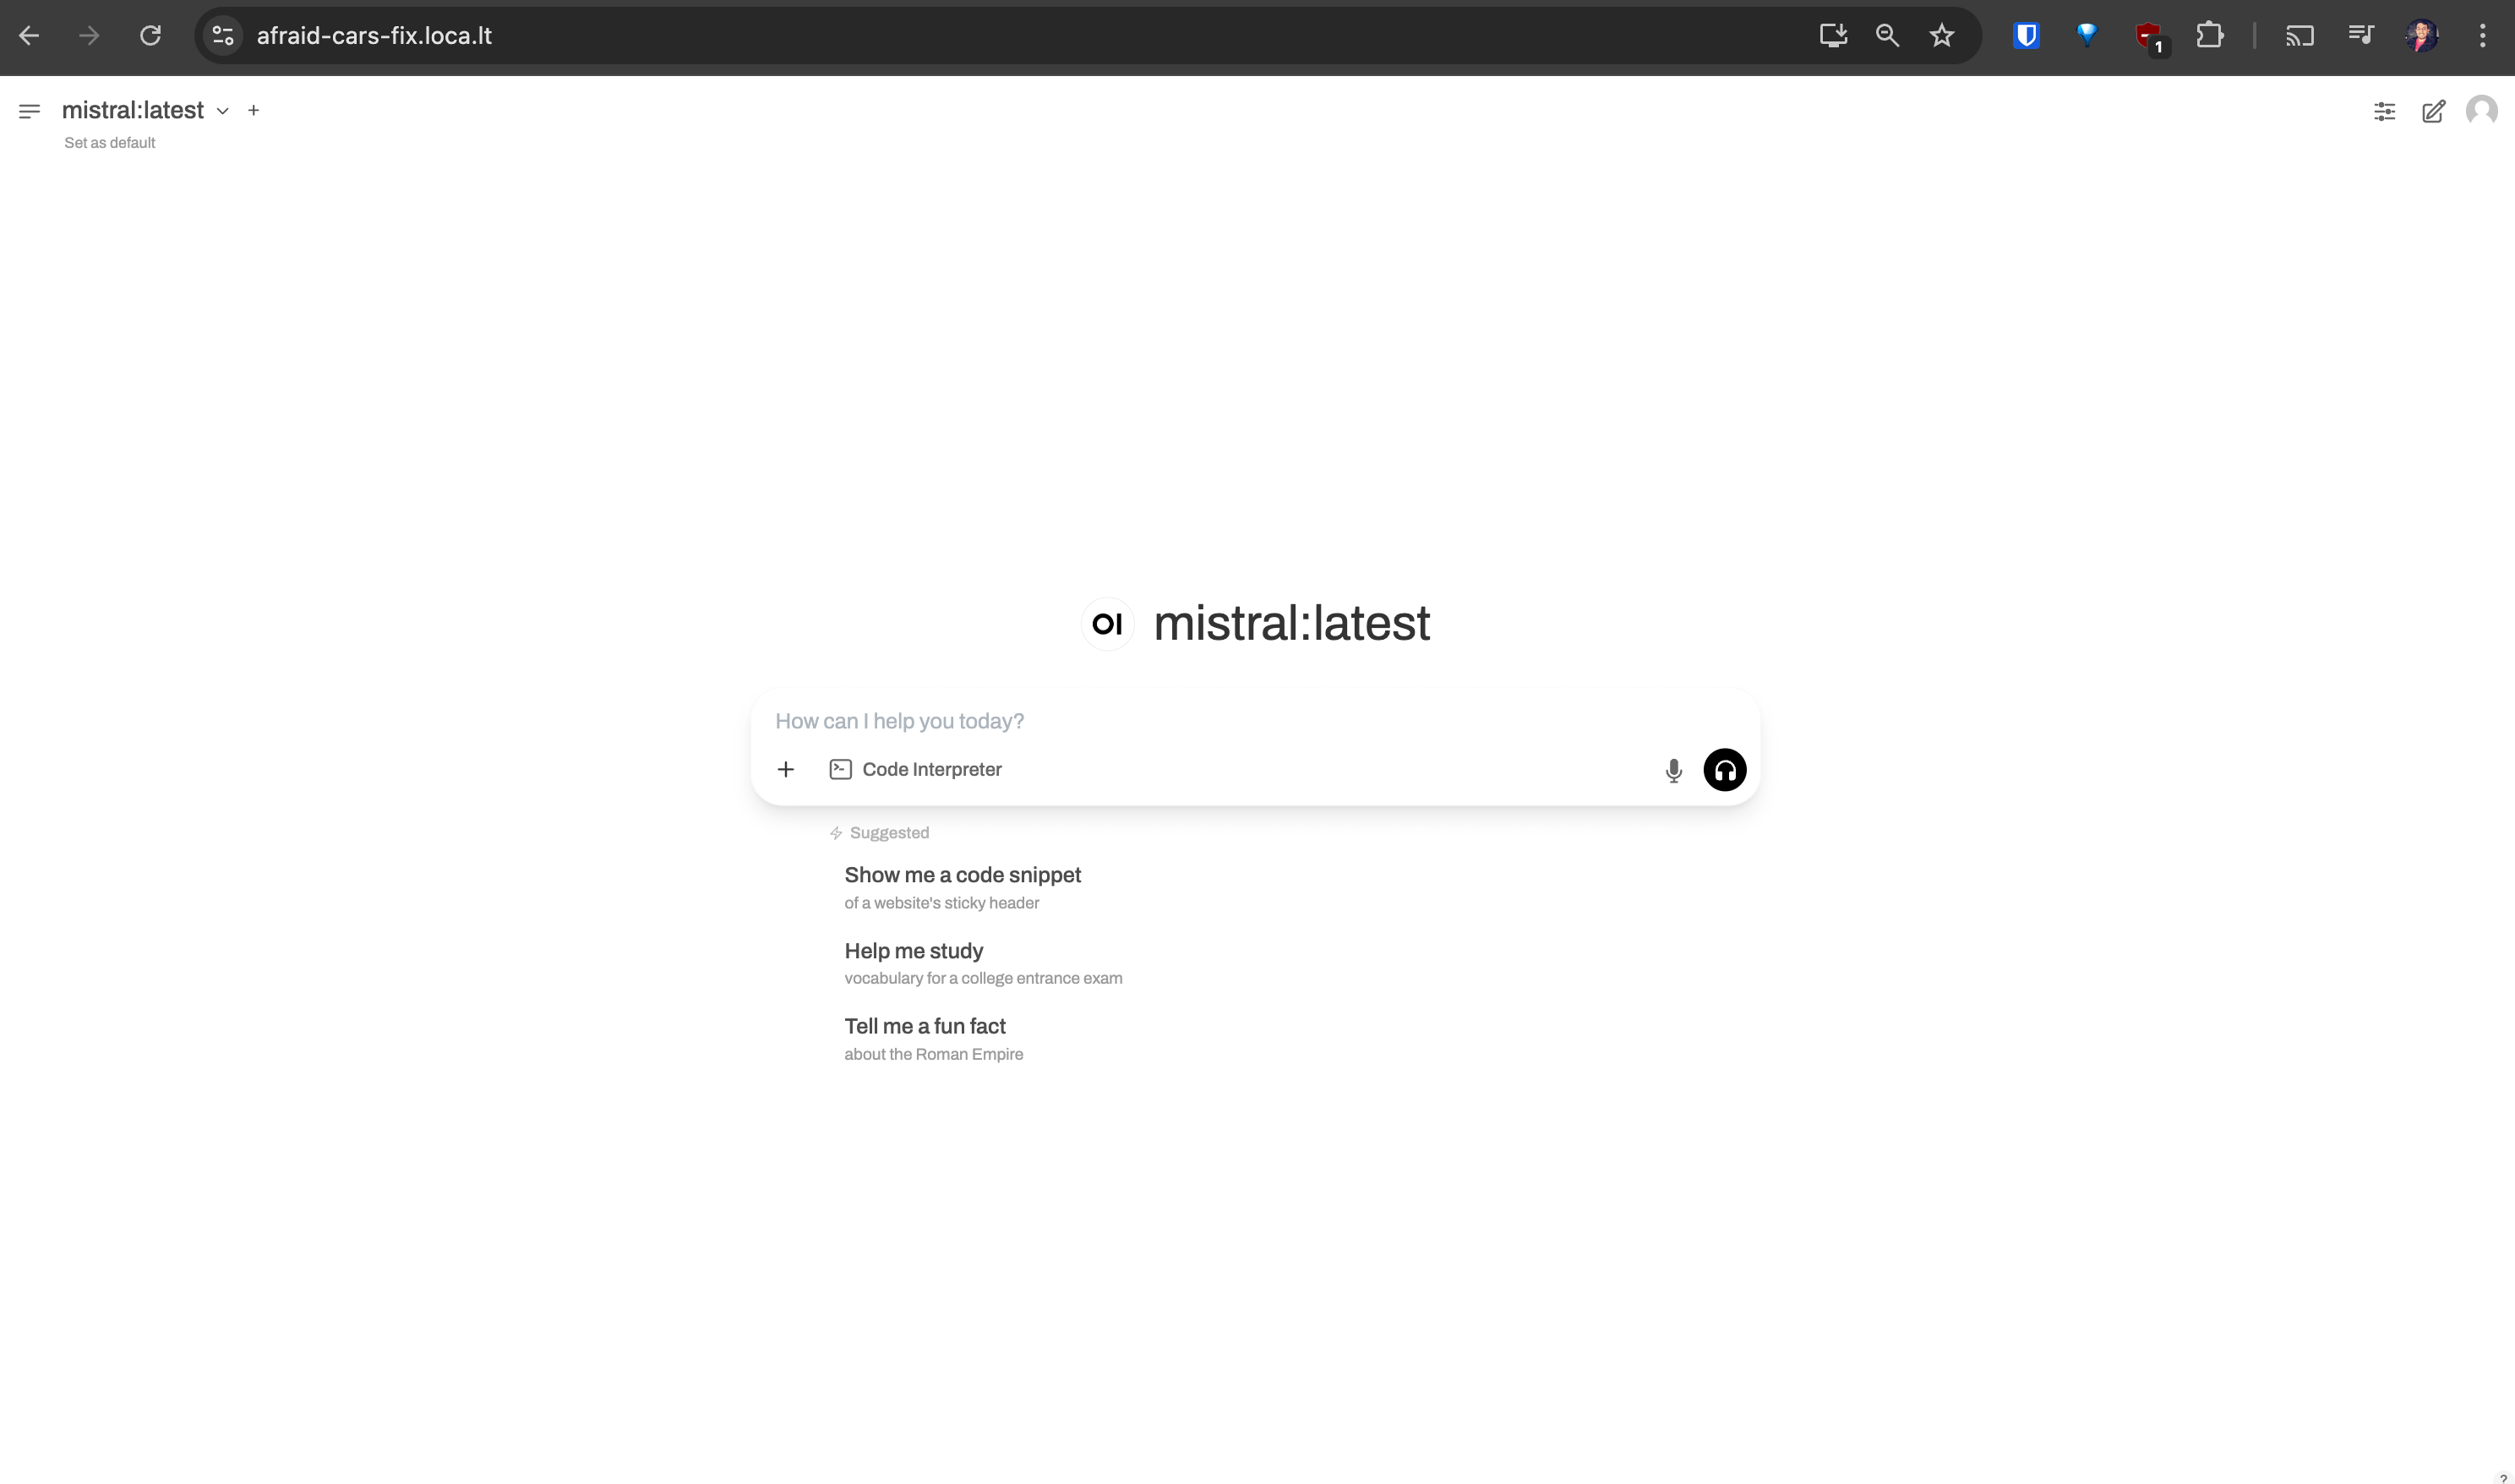 afraid-cars-fix.loca.lt
1
mistral:latest
Set as default
OI mistral:latest
How can I help you today?
Code Interpreter
Suggested
Show me a code snippet
of a website's sticky header
Help me study
vocabulary for a college entrance exam
Tell me a fun fact
about the Roman Empire
?